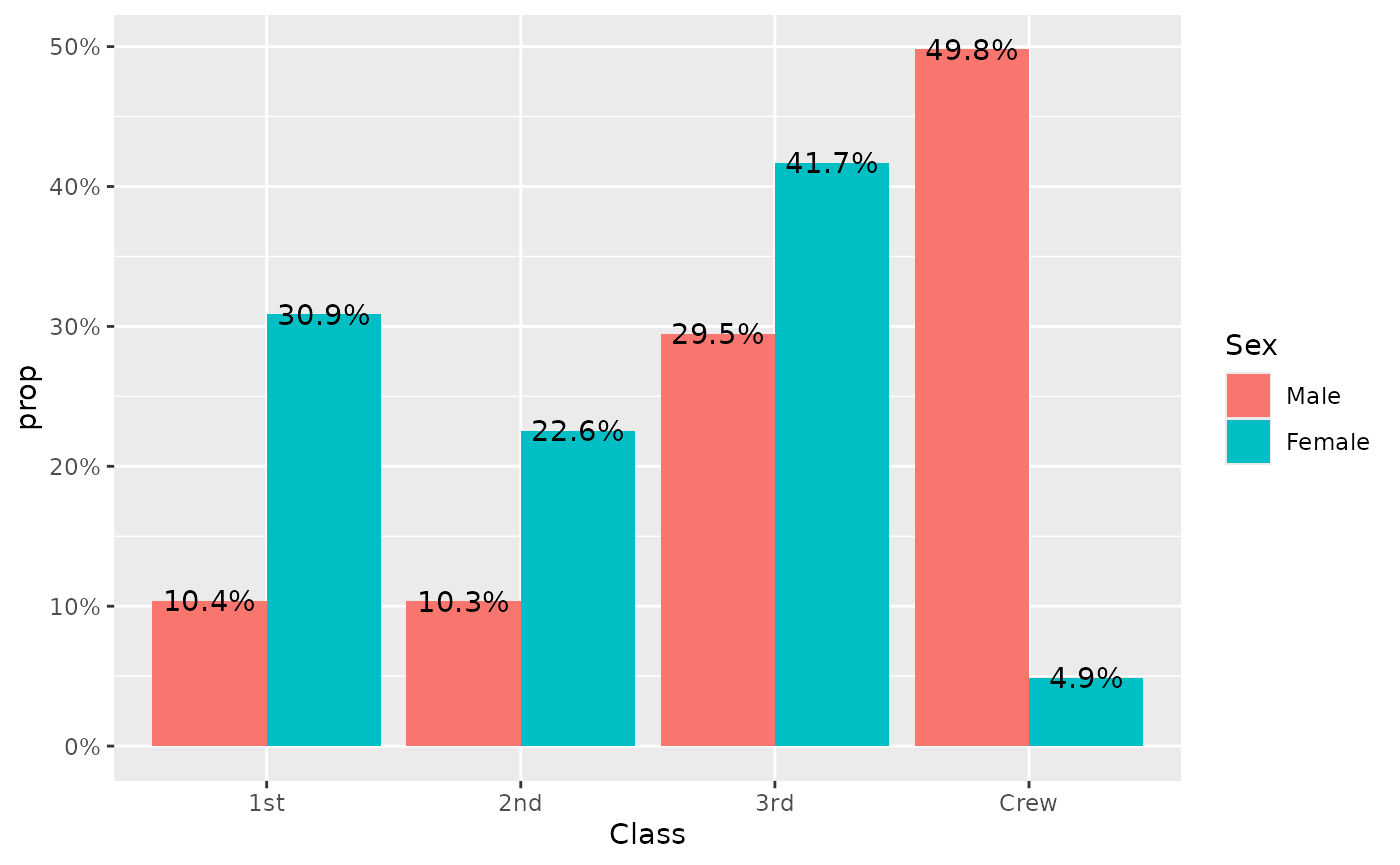 50%
40%
30%
20%
10%
0%
prop
49.8%
41.7%
30.9%
29.5%
22.6%
10.4%
10.3%
4.9%
1st
2nd
3rd
Crew
Class
Sex
Male
Female